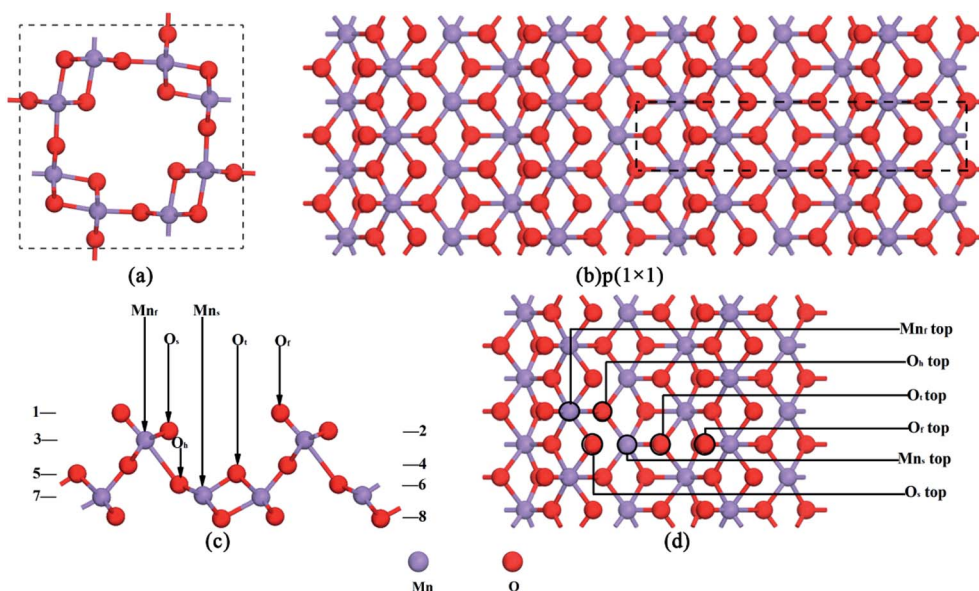 (a)
(b)p(1×1)
Mnf
Mns
Os
Ot
Of
Oh
1—
3—
5—
7—
—2
—4
—6
—8
(c)
Mnf top
Oh top
Ot top
Of top
Mns top
Os top
(d)
Mn
O